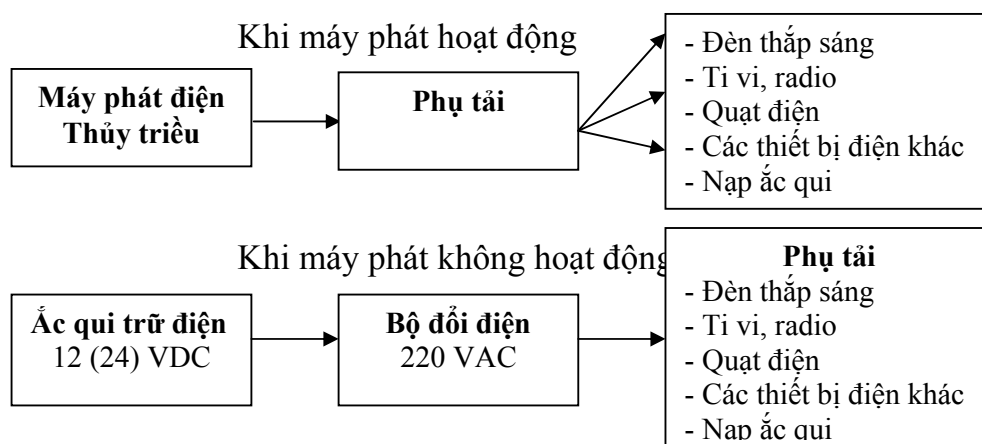 Khi máy phát hoạt động
Máy phát điện
Thủy triều
Phụ tải
- Đèn thắp sáng
- Ti vi, radio
- Quạt điện
- Các thiết bị điện khác
- Nạp ắc qui
Khi máy phát không hoạt động
Ắc qui trữ điện
12 (24) VDC
Bộ đổi điện
220 VAC
Phụ tải
- Đèn thắp sáng
- Ti vi, radio
- Quạt điện
- Các thiết bị điện khác
- Nạp ắc qui